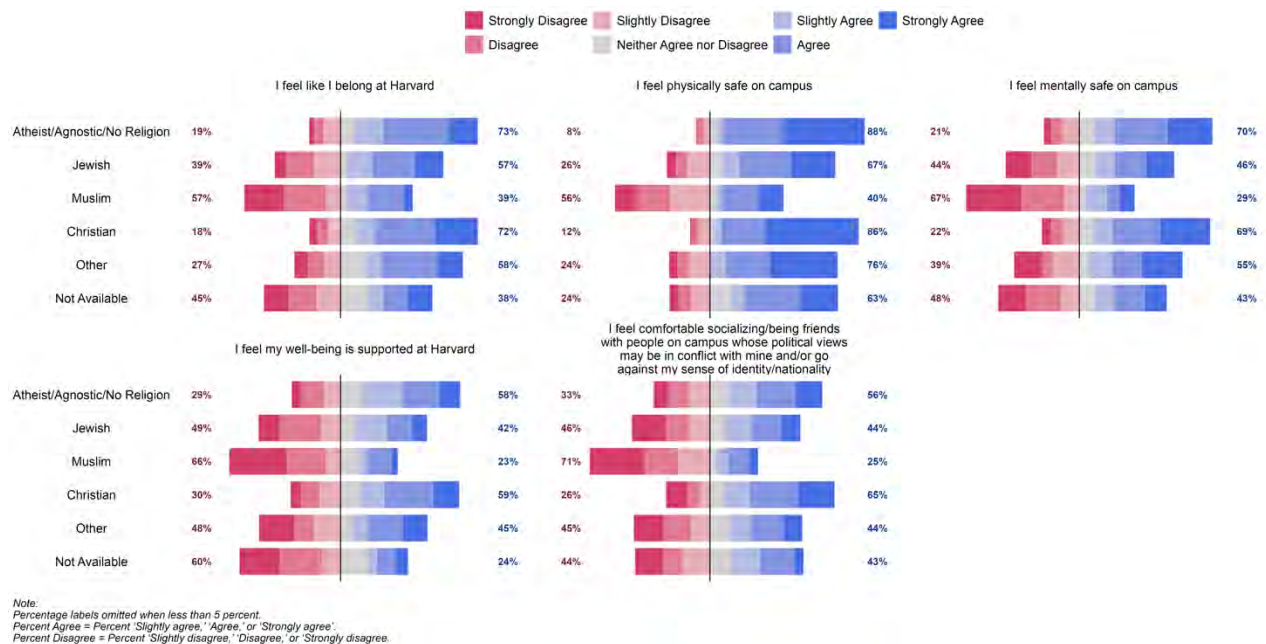 Strongly Disagree Slightly Disagree Slightly Agree Strongly Agree
Disagree Neither Agree nor Disagree Agree
I feel like I belong at Harvard I feel physically safe on campus I feel mentally safe on campus
Atheist/Agnostic/No Religion 19% 73% 8% 88% 21% 70%
Jewish 39% 57% 26% 67% 44% 46%
Muslim 57% 39% 56% 40% 67% 29%
Christian 18% 72% 12% 86% 22% 69%
Other 27% 58% 24% 76% 39% 55%
Not Available 45% 38% 24% 63% 48% 43%
I feel my well-being is supported at Harvard
I feel comfortable socializing/being friends
with people on campus whose political views
may be in conflict with mine and/or go
against my sense of identity/nationality
Atheist/Agnostic/No Religion 29% 58% 33% 56%
Jewish 49% 42% 46% 44%
Muslim 66% 23% 71% 25%
Christian 30% 59% 26% 65%
Other 48% 45% 45% 44%
Not Available 60% 24% 44% 43%
Note:
Percentage labels omitted when less than 5 percent.
Percent Agree = Percent 'Slightly agree,' 'Agree,' or 'Strongly agree'.
Percent Disagree = Percent 'Slightly disagree,' 'Disagree,' or 'Strongly disagree.